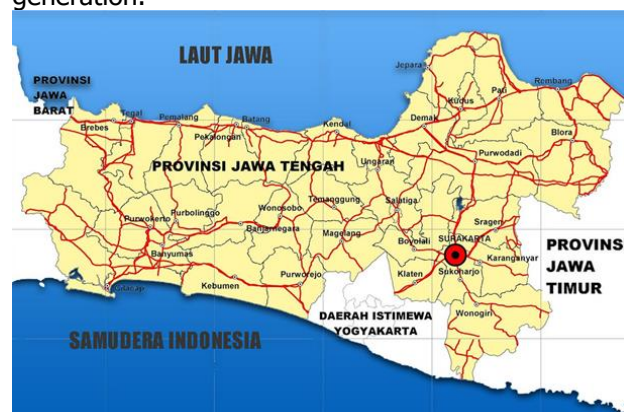 generation.
LAUT JAWA
PROVINSI
JAWA
BARAT
Jepara
Rembang
Kudus
Pati
Tegal
Pemalang
Batang
Kendal
Brebes
Pekalongan
Demak
Blora
Ungaran
Purwodadi
PROVINSI JAWA TENGAH
Temanggung
Salatiga
Wonosobo
Purbolinggo
Purwokerto
Banjarnegara
Magelang
Sragen
SURAKARTA
Boyolali
Karanganyar
PROVINSI
JAWA
TIMUR
Banyumas
Klaten
Sukoharjo
Purworejo
Kebumen
Cilacap
DAERAH ISTIMEWA
YOGYAKARTA
Wonogiri
SAMUDERA INDONESIA